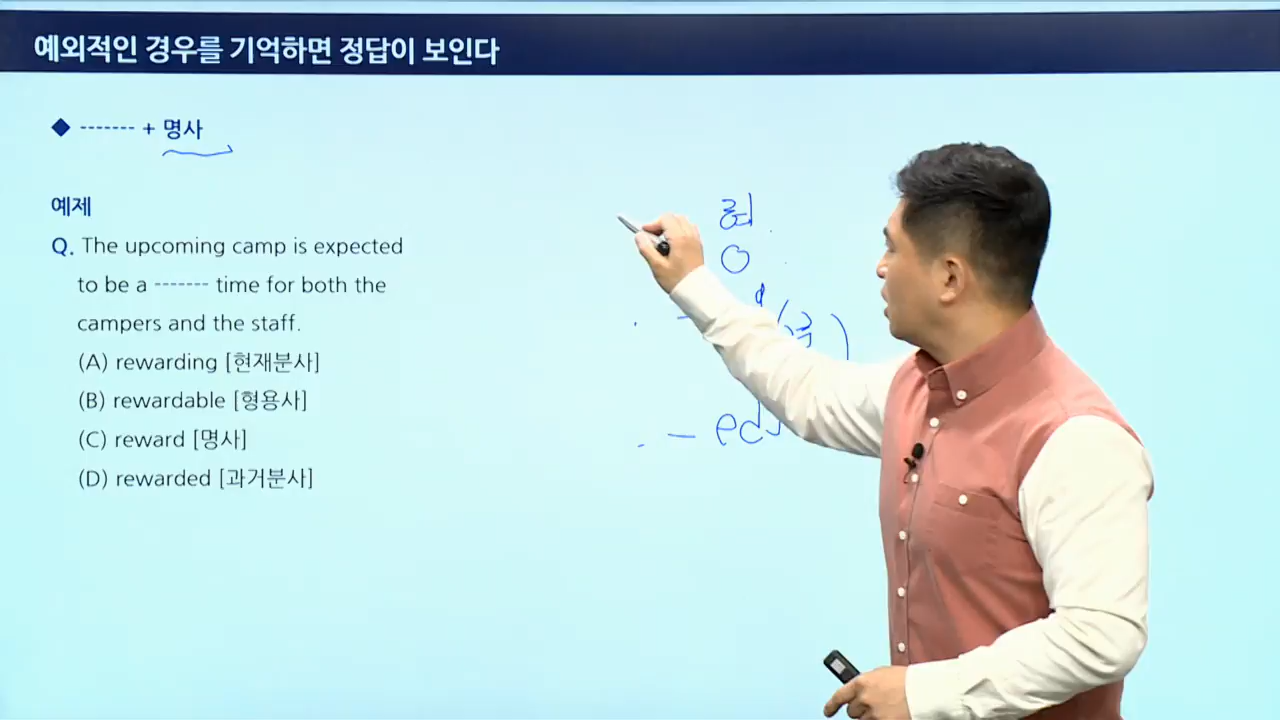 예외적인 경우를 기억하면 정답이 보인다
◆ ------- + 명사
예제
Q. The upcoming camp is expected
to be a ------- time for both the
campers and the staff.
(A) rewarding [현재분사]
(B) rewardable [형용사]
(C) reward [명사]
(D) rewarded [과거분사]